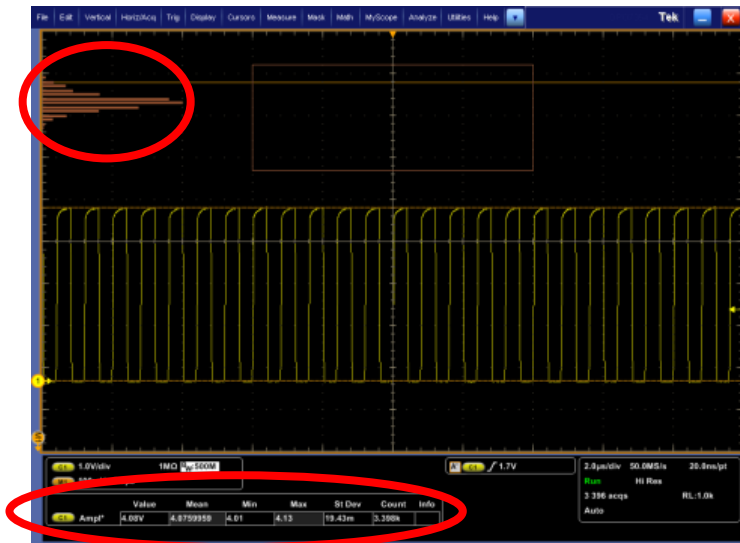 File Edit Vertical Horiz/Acq Trig Display Cursors Measure Mask Math MyScope Analyze Utilities Help Tek X
1
C1 1.0V/div 1MΩ BW:500M
A' C1 1.7V
2.0µs/div 50.0MS/s 20.0ns/pt
Run Hi Res
3 396 acqs RL:1.0k
Auto
Value Mean Min Max St Dev Count Info
C1 Ampl* 4.08V 4.0759959 4.01 4.13 19.43m 3.398k